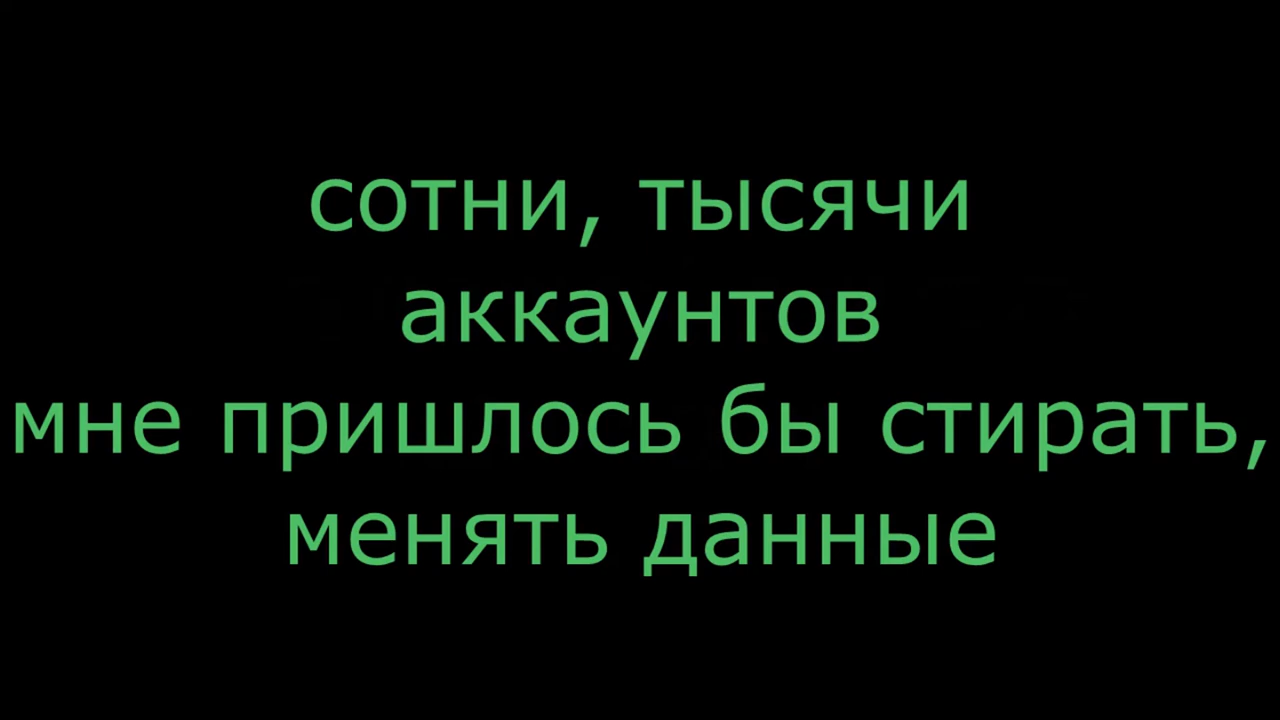 сотни, тысячи
аккаунтов
мне пришлось бы стирать,
менять данные